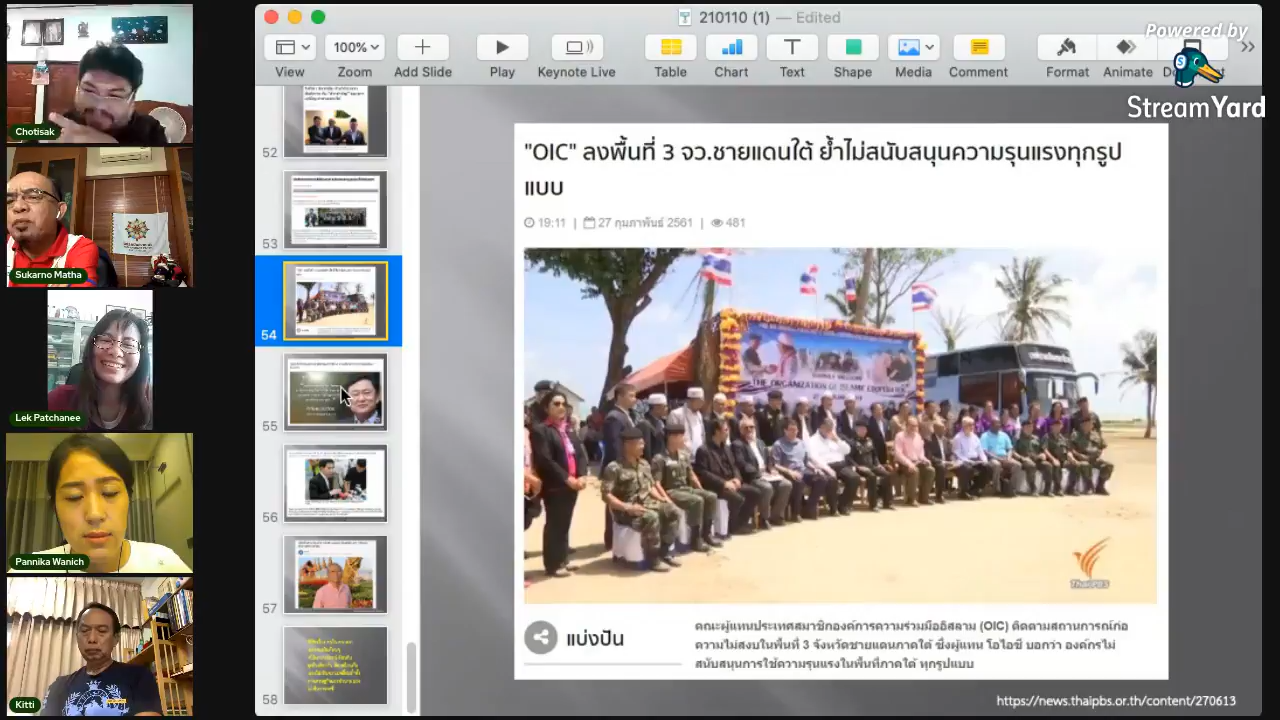 Chotisak
Sukarno Matha
Lek Patchanee
Pannika Wanich
Kitti
210110 (1) — Edited
100%
View
Zoom
Add Slide
Play
Keynote Live
Table
Chart
Text
Shape
Media
Comment
Format
Animate
Powered by
StreamYard
52
53
54
55
56
57
58
"OIC" ลงพื้นที่ 3 จว.ชายแดนใต้ ย้ำไม่สนับสนุนความรุนแรงทุกรูป
แบบ
19:11 | 27 กุมภาพันธ์ 2561 | 481
THE ORGANIZATION OF ISLAMIC
ThaiPBS
แบ่งปัน
คณะผู้แทนประเทศสมาชิกองค์การความร่วมมืออิสลาม (OIC) ติดตามสถานการณ์ก่อ
ความไม่สงบในพื้นที่ 3 จังหวัดชายแดนภาคใต้ ซึ่งผู้แทน โอไอซี บอกว่า องค์กรไม่
สนับสนุนการใช้ความรุนแรงในพื้นที่ภาคใต้ ทุกรูปแบบ
https://news.thaipbs.or.th/content/270613